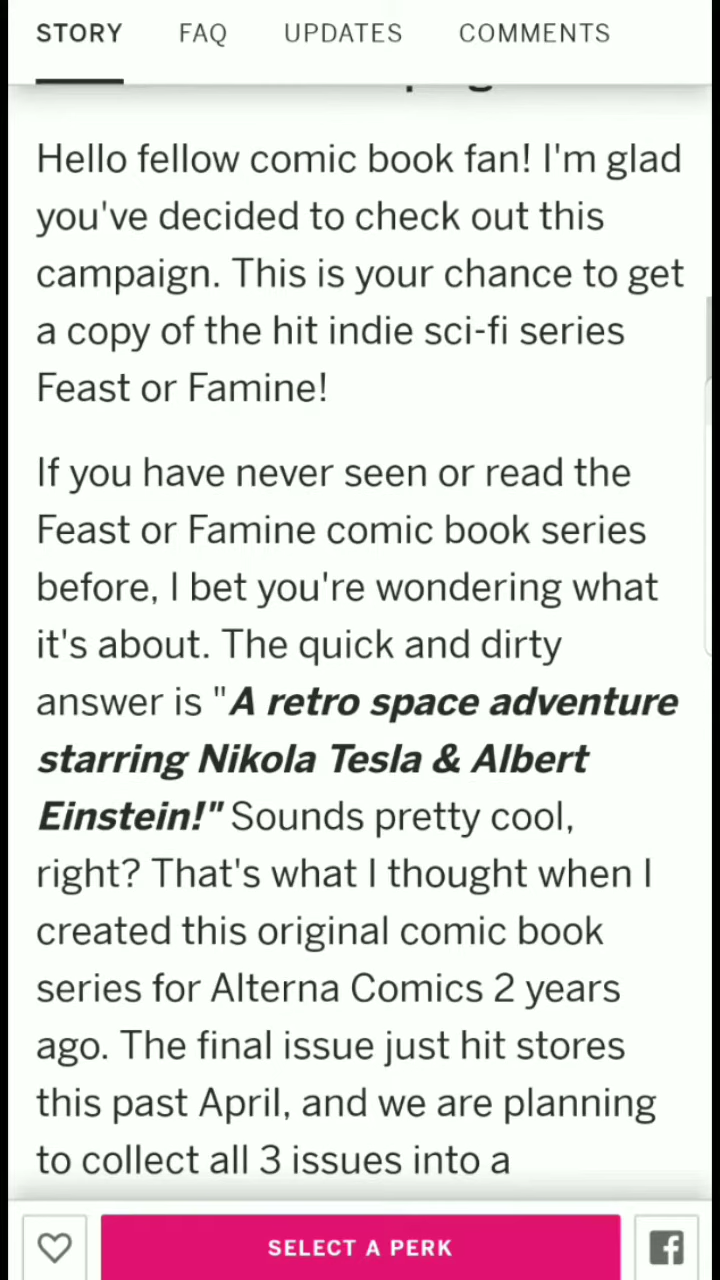 STORY FAQ UPDATES COMMENTS
Hello fellow comic book fan! I'm glad
you've decided to check out this
campaign. This is your chance to get
a copy of the hit indie sci-fi series
Feast or Famine!
If you have never seen or read the
Feast or Famine comic book series
before, I bet you're wondering what
it's about. The quick and dirty
answer is "A retro space adventure
starring Nikola Tesla & Albert
Einstein!" Sounds pretty cool,
right? That's what I thought when I
created this original comic book
series for Alterna Comics 2 years
ago. The final issue just hit stores
this past April, and we are planning
to collect all 3 issues into a
SELECT A PERK